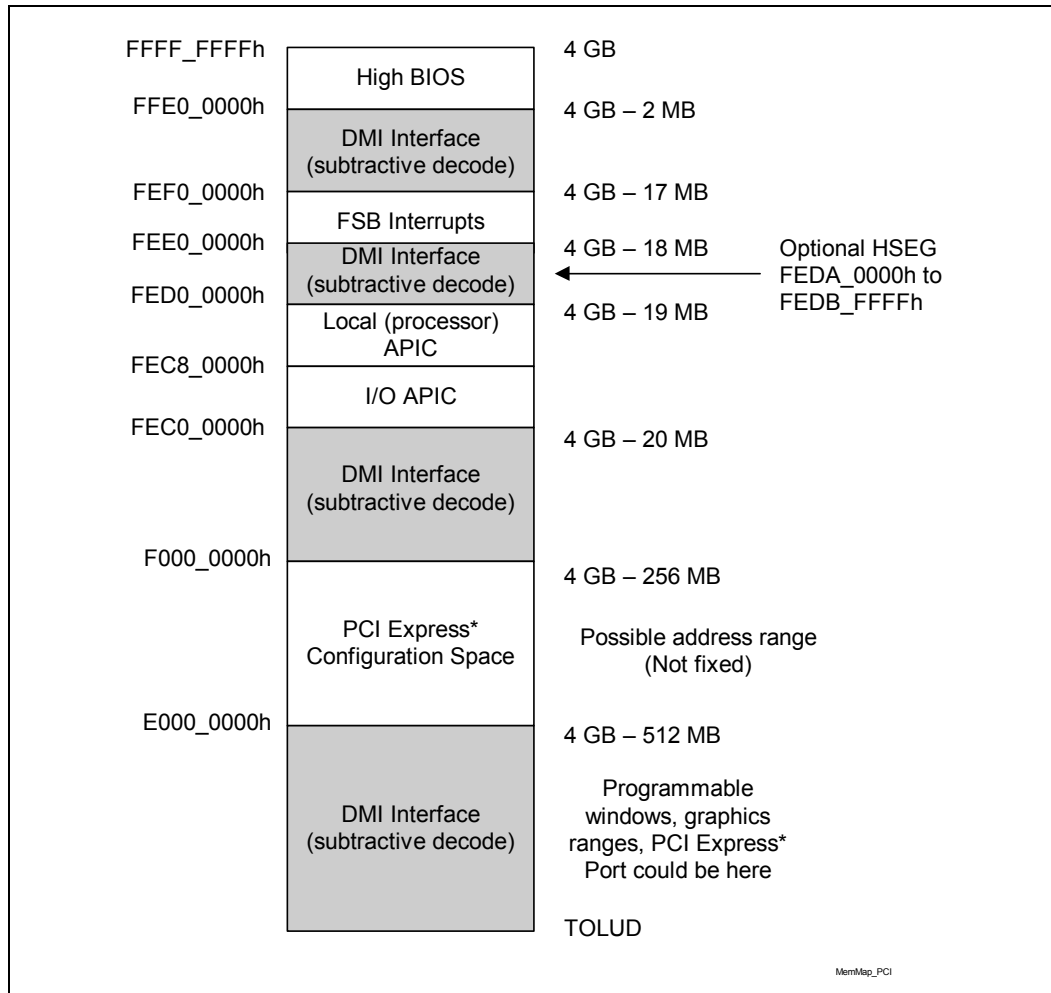 FFFF_FFFFh
4 GB
High BIOS
FFE0_0000h
4 GB – 2 MB
DMI Interface
(subtractive decode)
FEF0_0000h
4 GB – 17 MB
FSB Interrupts
FEE0_0000h
4 GB – 18 MB
Optional HSEG
FEDA_0000h to
FEDB_FFFFh
DMI Interface
(subtractive decode)
FED0_0000h
4 GB – 19 MB
Local (processor)
APIC
FEC8_0000h
I/O APIC
FEC0_0000h
4 GB – 20 MB
DMI Interface
(subtractive decode)
F000_0000h
4 GB – 256 MB
PCI Express*
Configuration Space
Possible address range
(Not fixed)
E000_0000h
4 GB – 512 MB
DMI Interface
(subtractive decode)
Programmable
windows, graphics
ranges, PCI Express*
Port could be here
TOLUD
MemMap_PCI